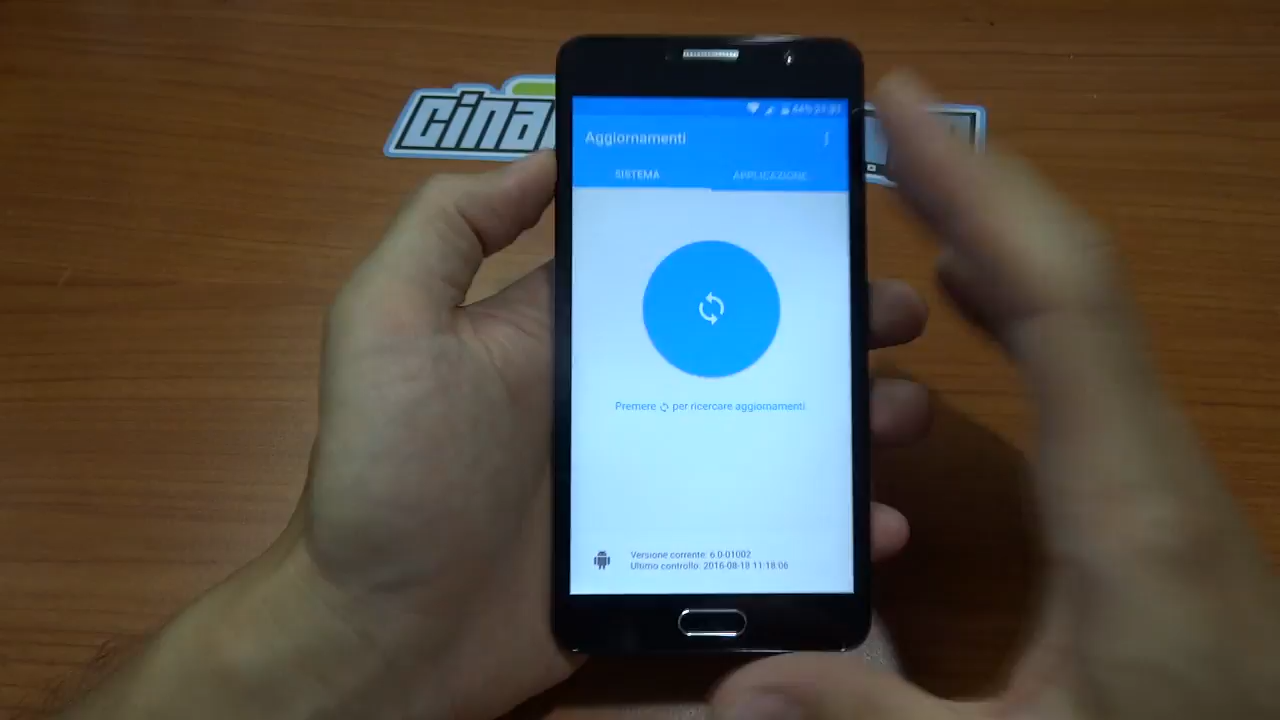 cina
Aggiornamenti
SISTEMA
APPLICAZIONE
Premere per ricercare aggiornamenti
Versione corrente: 6.0-01002
Ultimo controllo: 2016-08-18 11:18:06